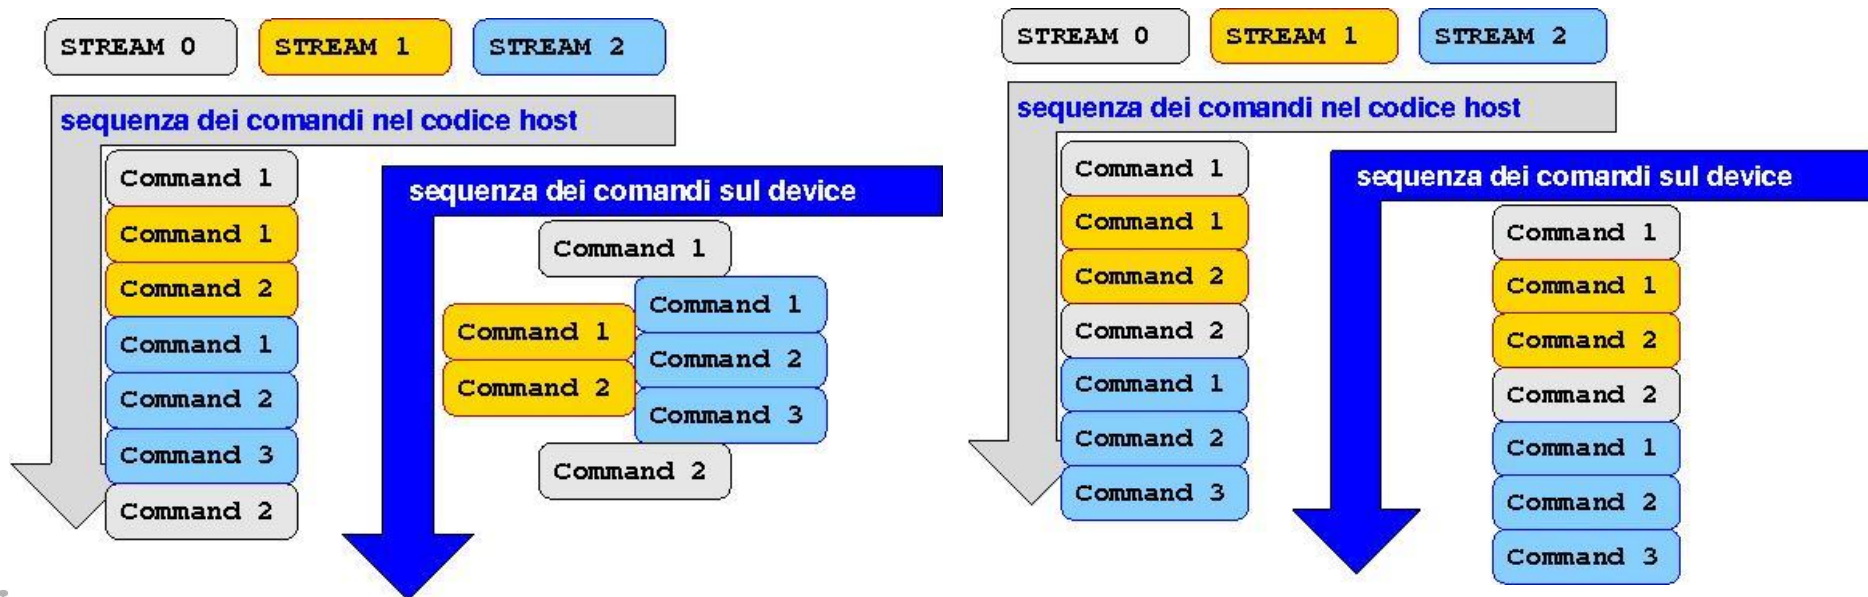 STREAM 0
STREAM 1
STREAM 2
sequenza dei comandi nel codice host
Command 1
Command 1
Command 2
Command 1
Command 2
Command 3
Command 2
sequenza dei comandi sul device
Command 1
Command 1
Command 1
Command 2
Command 2
Command 3
Command 2
STREAM 0
STREAM 1
STREAM 2
sequenza dei comandi nel codice host
Command 1
Command 1
Command 2
Command 2
Command 1
Command 2
Command 3
sequenza dei comandi sul device
Command 1
Command 1
Command 2
Command 2
Command 1
Command 2
Command 3